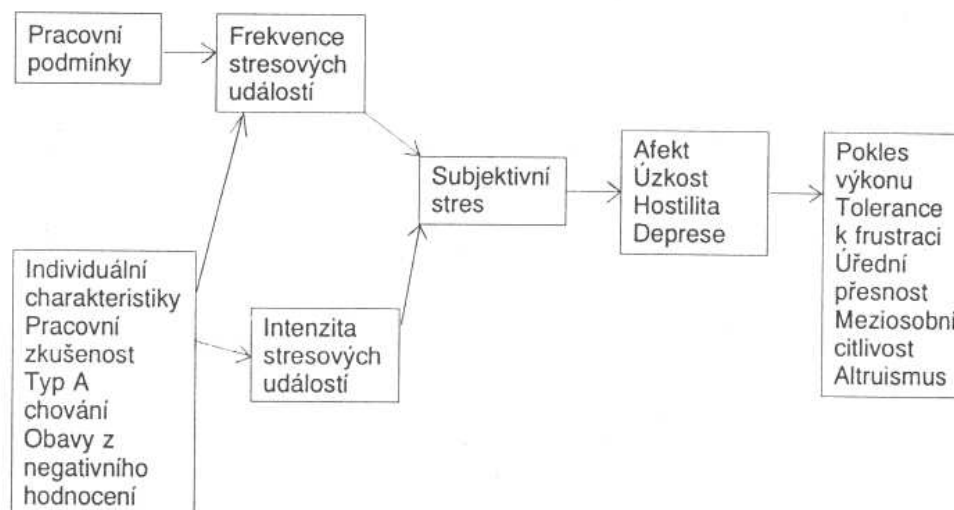 Pracovní
podmínky
Frekvence
stresových
událostí
Subjektivní
stres
Afekt
Úzkost
Hostilita
Deprese
Pokles
výkonu
Tolerance
k frustraci
Úřední
přesnost
Meziosobní
citlivost
Altruismus
Individuální
charakteristiky
Pracovní
zkušenost
Typ A
chování
Obavy z
negativního
hodnocení
Intenzita
stresových
událostí